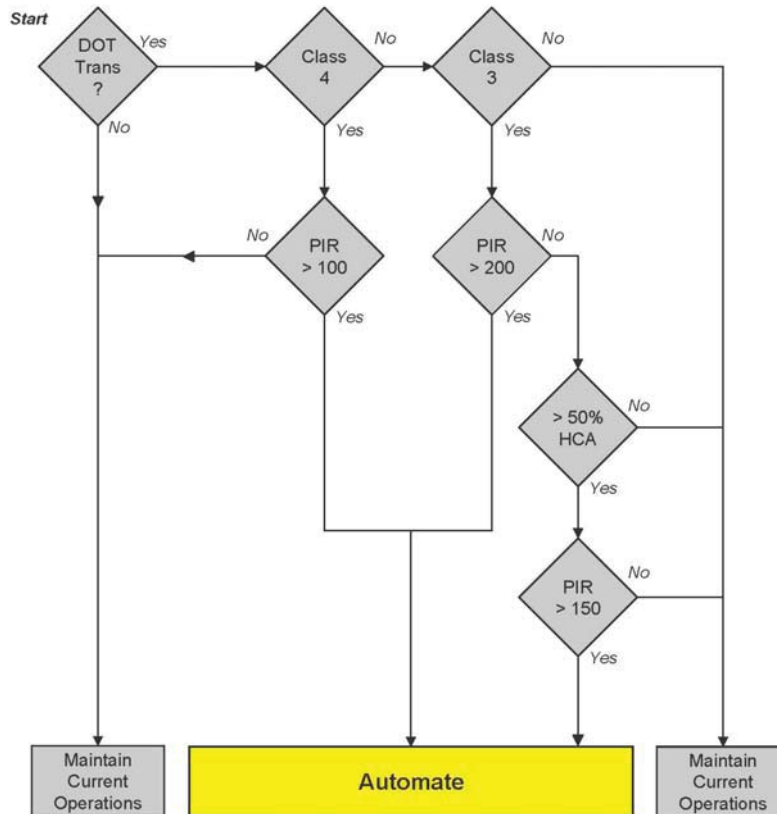 Start
DOT
Trans
?
Yes
No
Class
4
No
Yes
Class
3
No
Yes
No
PIR
> 100
Yes
PIR
> 200
No
Yes
> 50%
HCA
No
Yes
PIR
> 150
No
Yes
Maintain
Current
Operations
Automate
Maintain
Current
Operations